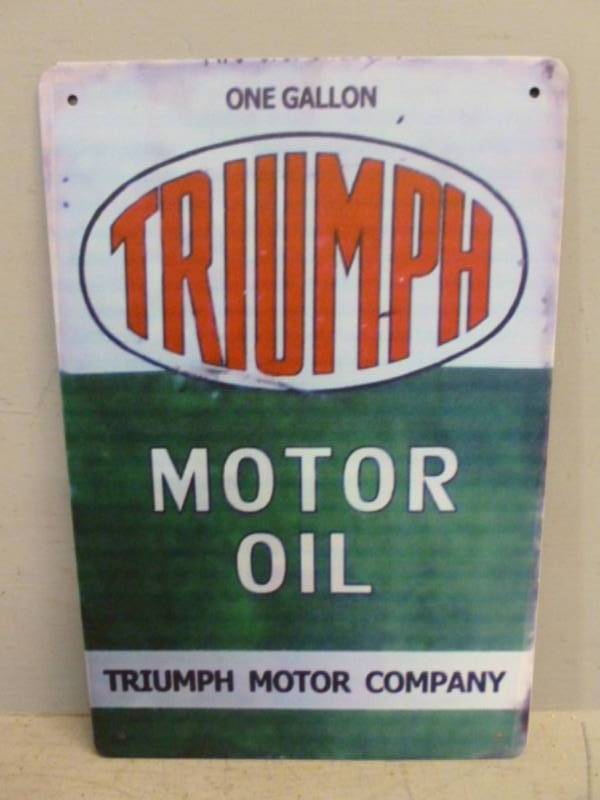 ONE GALLON
TRIUMPH
MOTOR
OIL
TRIUMPH MOTOR COMPANY